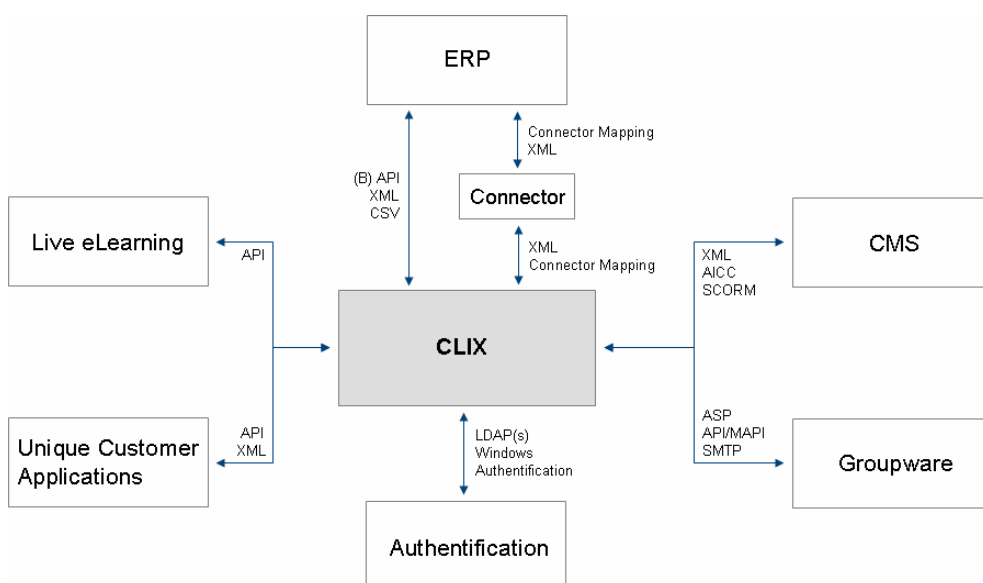 ERP
Connector Mapping
XML
(B) API
XML
CSV
Connector
XML
Connector Mapping
Live eLearning
API
CMS
XML
AICC
SCORM
CLIX
Unique Customer
Applications
API
XML
LDAP(s)
Windows
Authentification
ASP
API/MAPI
SMTP
Groupware
Authentification